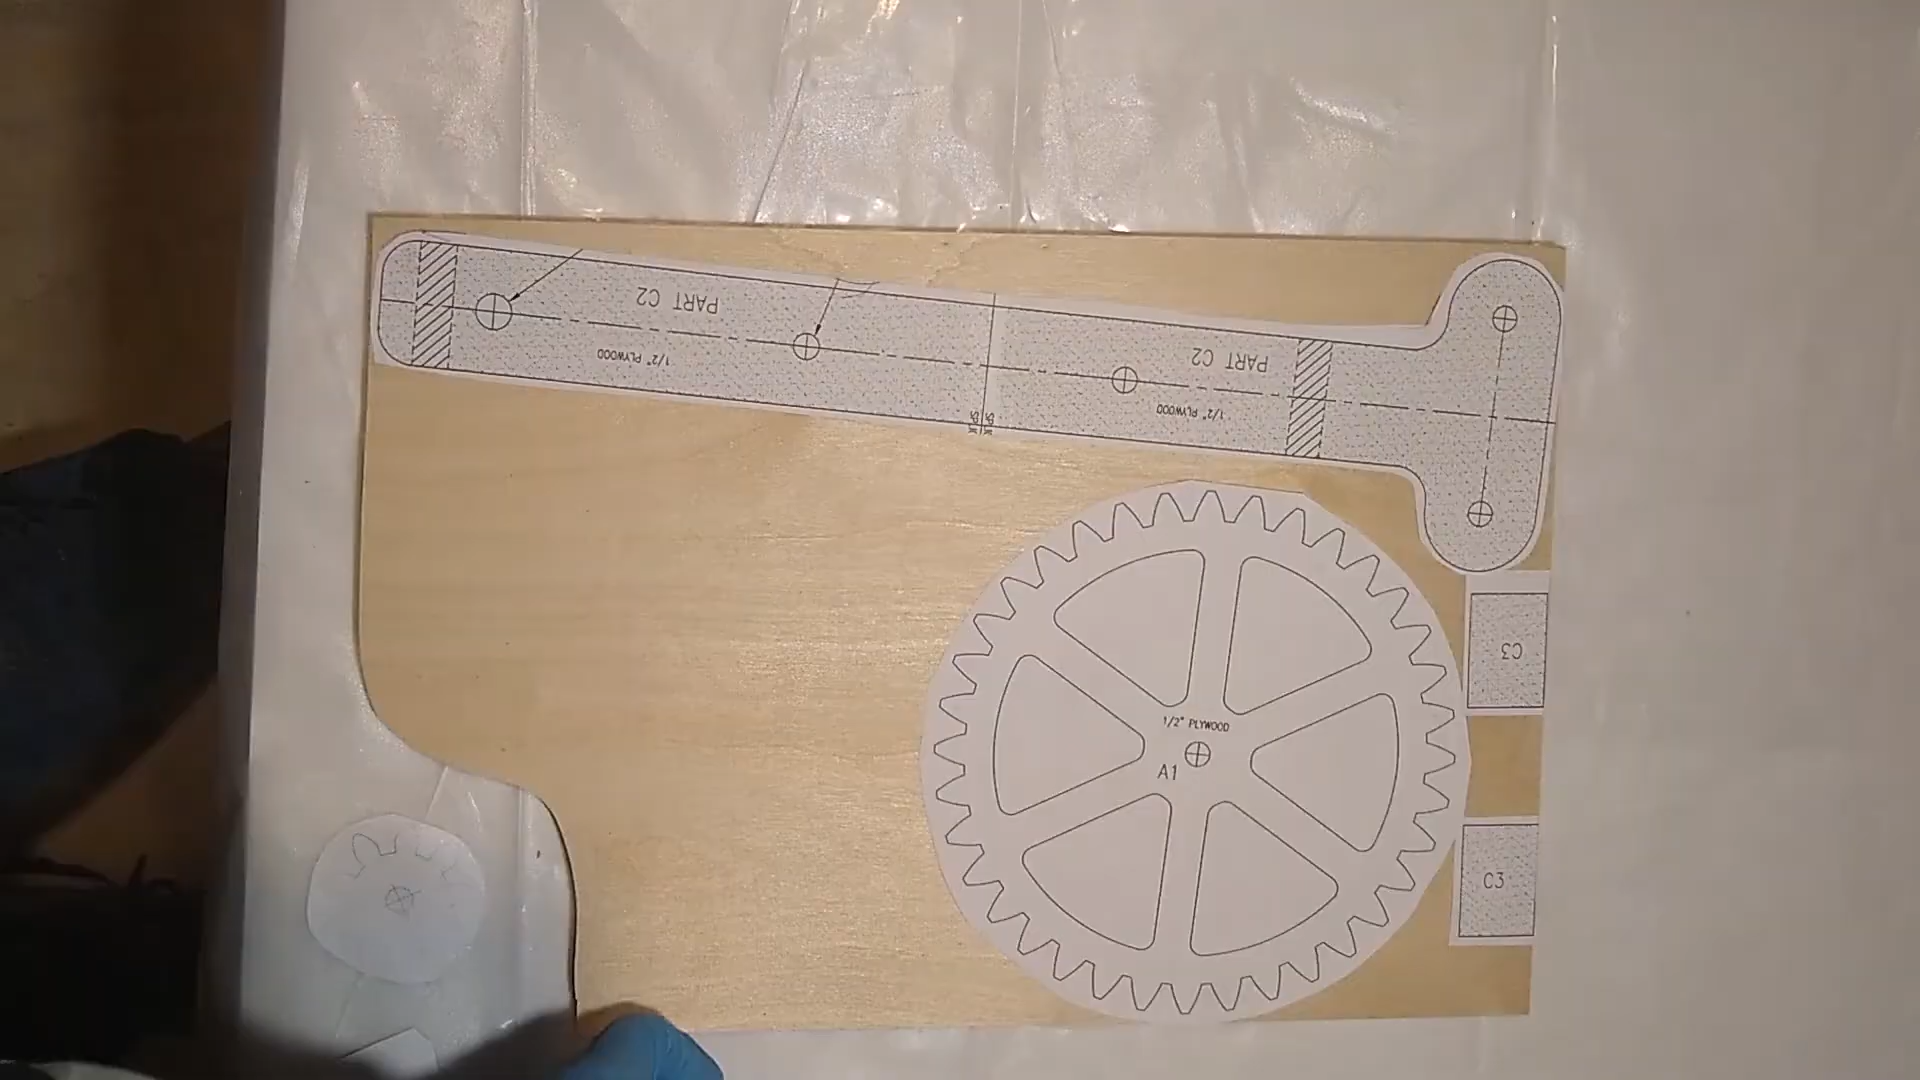 PART C2
1/2" PLYWOOD
PART C2
1/2" PLYWOOD
C3
1/2" PLYWOOD
A1
C3